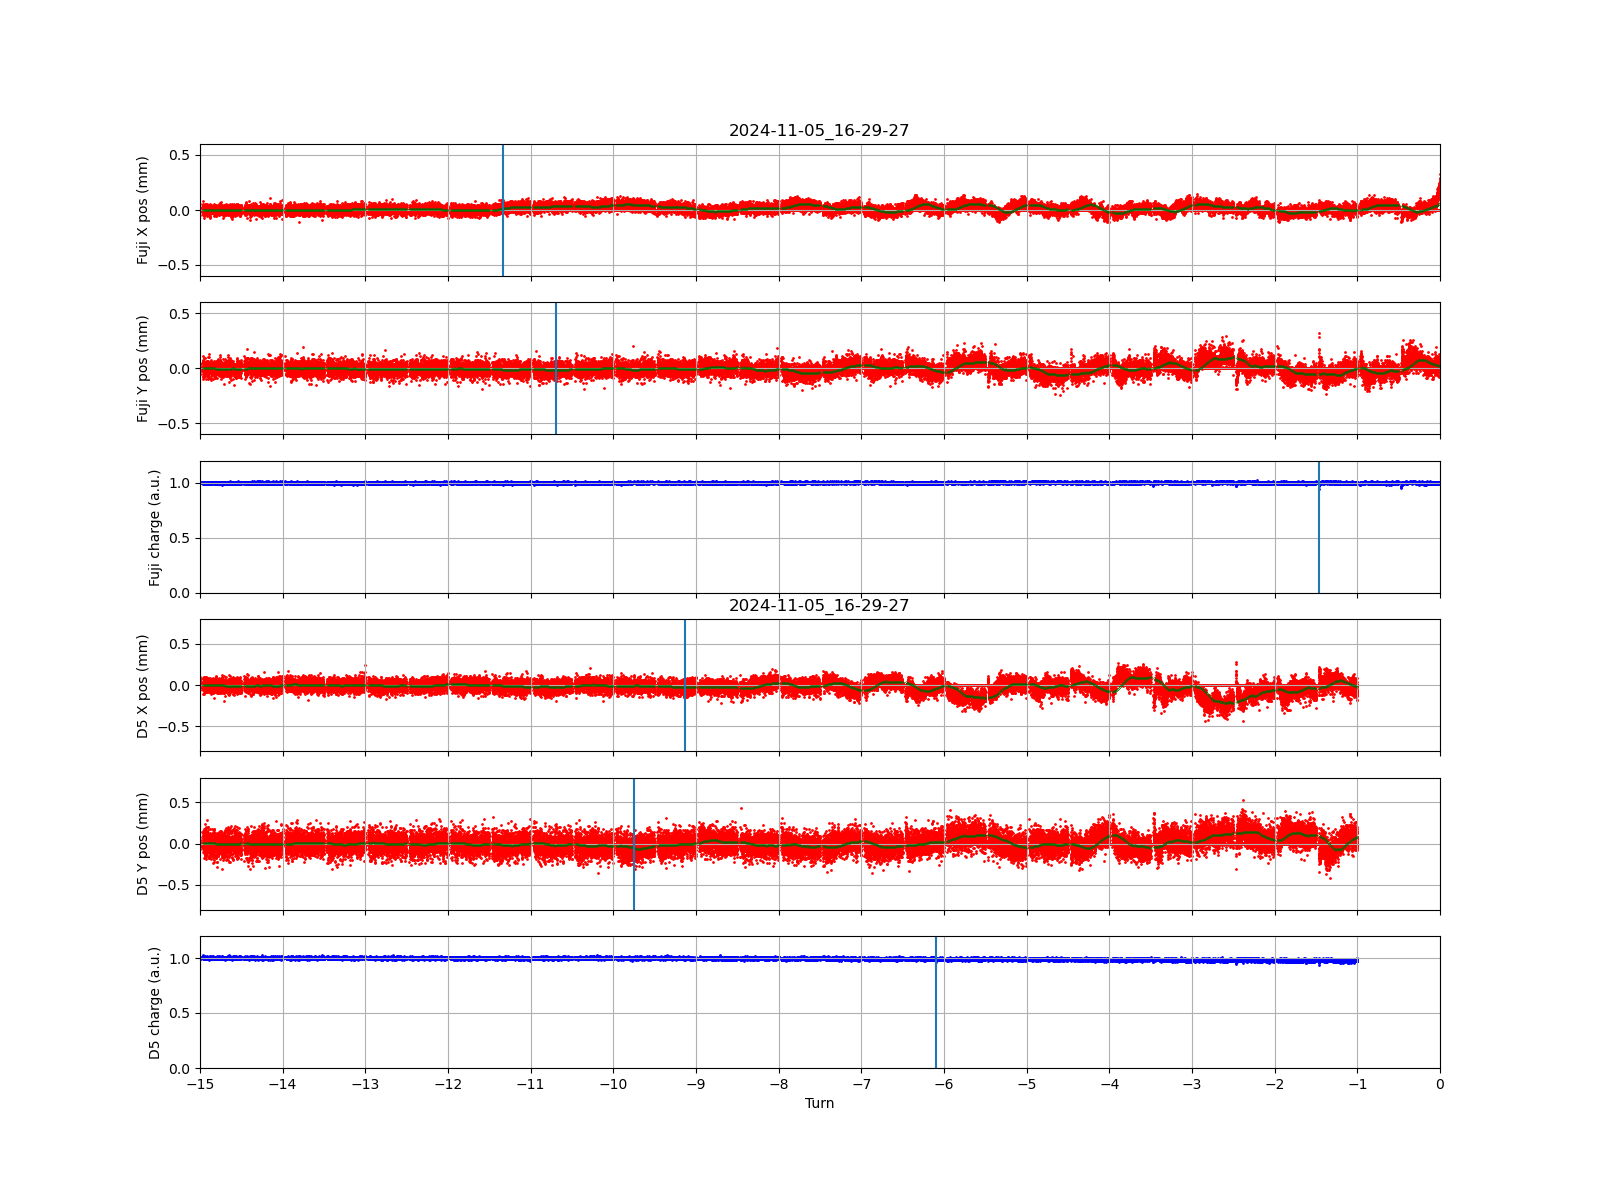 2024-11-05_16-29-27
Fuji X pos (mm)
0.5
0.0
−0.5
Fuji Y pos (mm)
0.5
0.0
−0.5
Fuji charge (a.u.)
1.0
0.5
0.0
2024-11-05_16-29-27
D5 X pos (mm)
0.5
0.0
−0.5
D5 Y pos (mm)
0.5
0.0
−0.5
D5 charge (a.u.)
1.0
0.5
0.0
−15 −14 −13 −12 −11 −10 −9 −8 −7 −6 −5 −4 −3 −2 −1 0
Turn